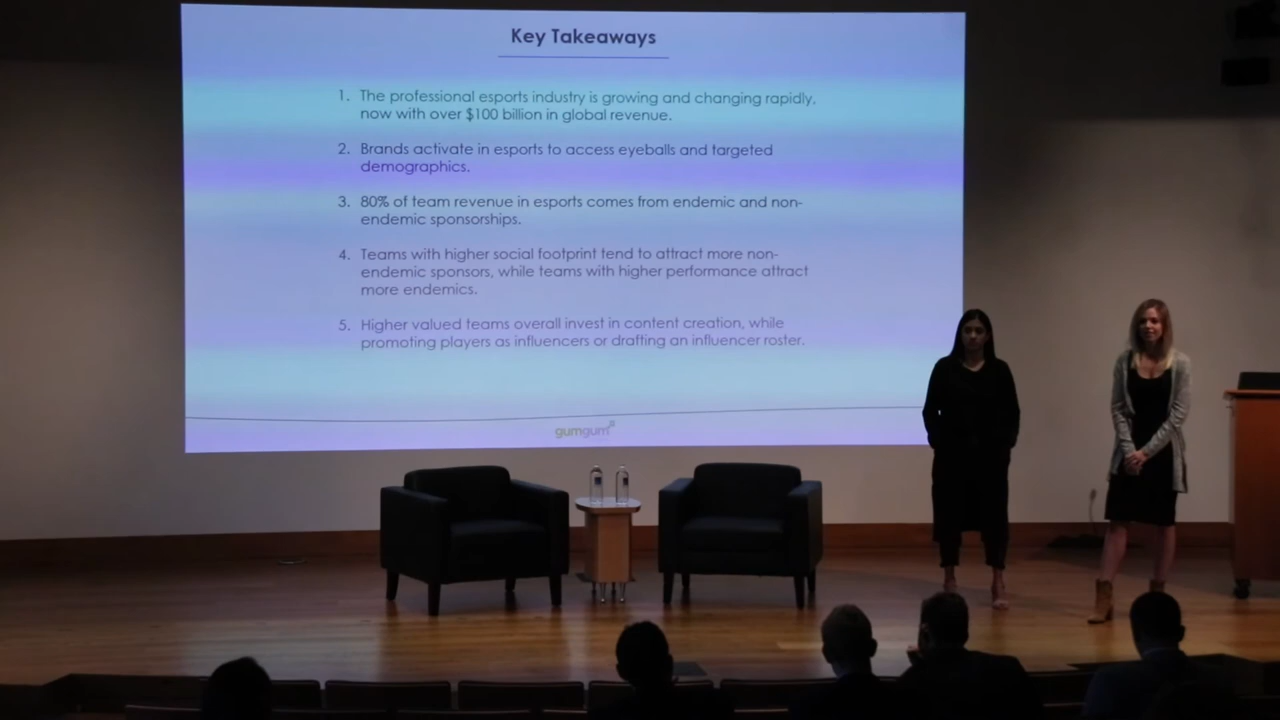 Key Takeaways
1. The professional esports industry is growing and changing rapidly,
now with over $100 billion in global revenue.
2. Brands activate in esports to access eyeballs and targeted
demographics.
3. 80% of team revenue in esports comes from endemic and non-
endemic sponsorships.
4. Teams with higher social footprint tend to attract more non-
endemic sponsors, while teams with higher performance attract
more endemics.
5. Higher valued teams overall invest in content creation, while
promoting players as influencers or drafting an influencer roster.
gumgum